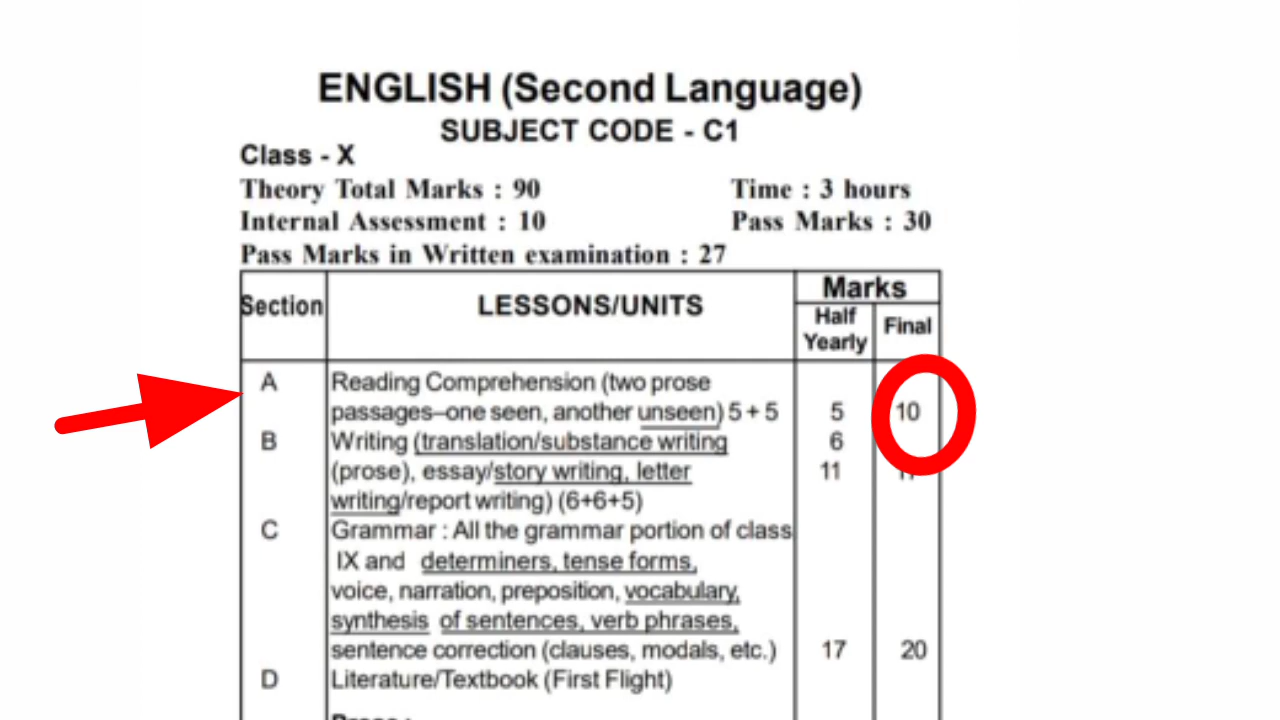 ENGLISH (Second Language)
SUBJECT CODE - C1
Class - X
Theory Total Marks : 90 Time : 3 hours
Internal Assessment : 10 Pass Marks : 30
Pass Marks in Written examination : 27
Section LESSONS/UNITS Marks
Half Yearly Final
A Reading Comprehension (two prose
passages–one seen, another unseen) 5 + 5 5 10
B Writing (translation/substance writing 6
(prose), essay/story writing, letter 11
writing/report writing) (6+6+5)
C Grammar : All the grammar portion of class
IX and determiners, tense forms,
voice, narration, preposition, vocabulary,
synthesis of sentences, verb phrases,
sentence correction (clauses, modals, etc.) 17 20
D Literature/Textbook (First Flight)